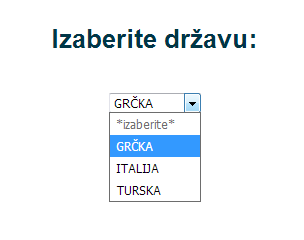 Izaberite državu:
GRČKA
*izaberite*
GRČKA
ITALIJA
TURSKA